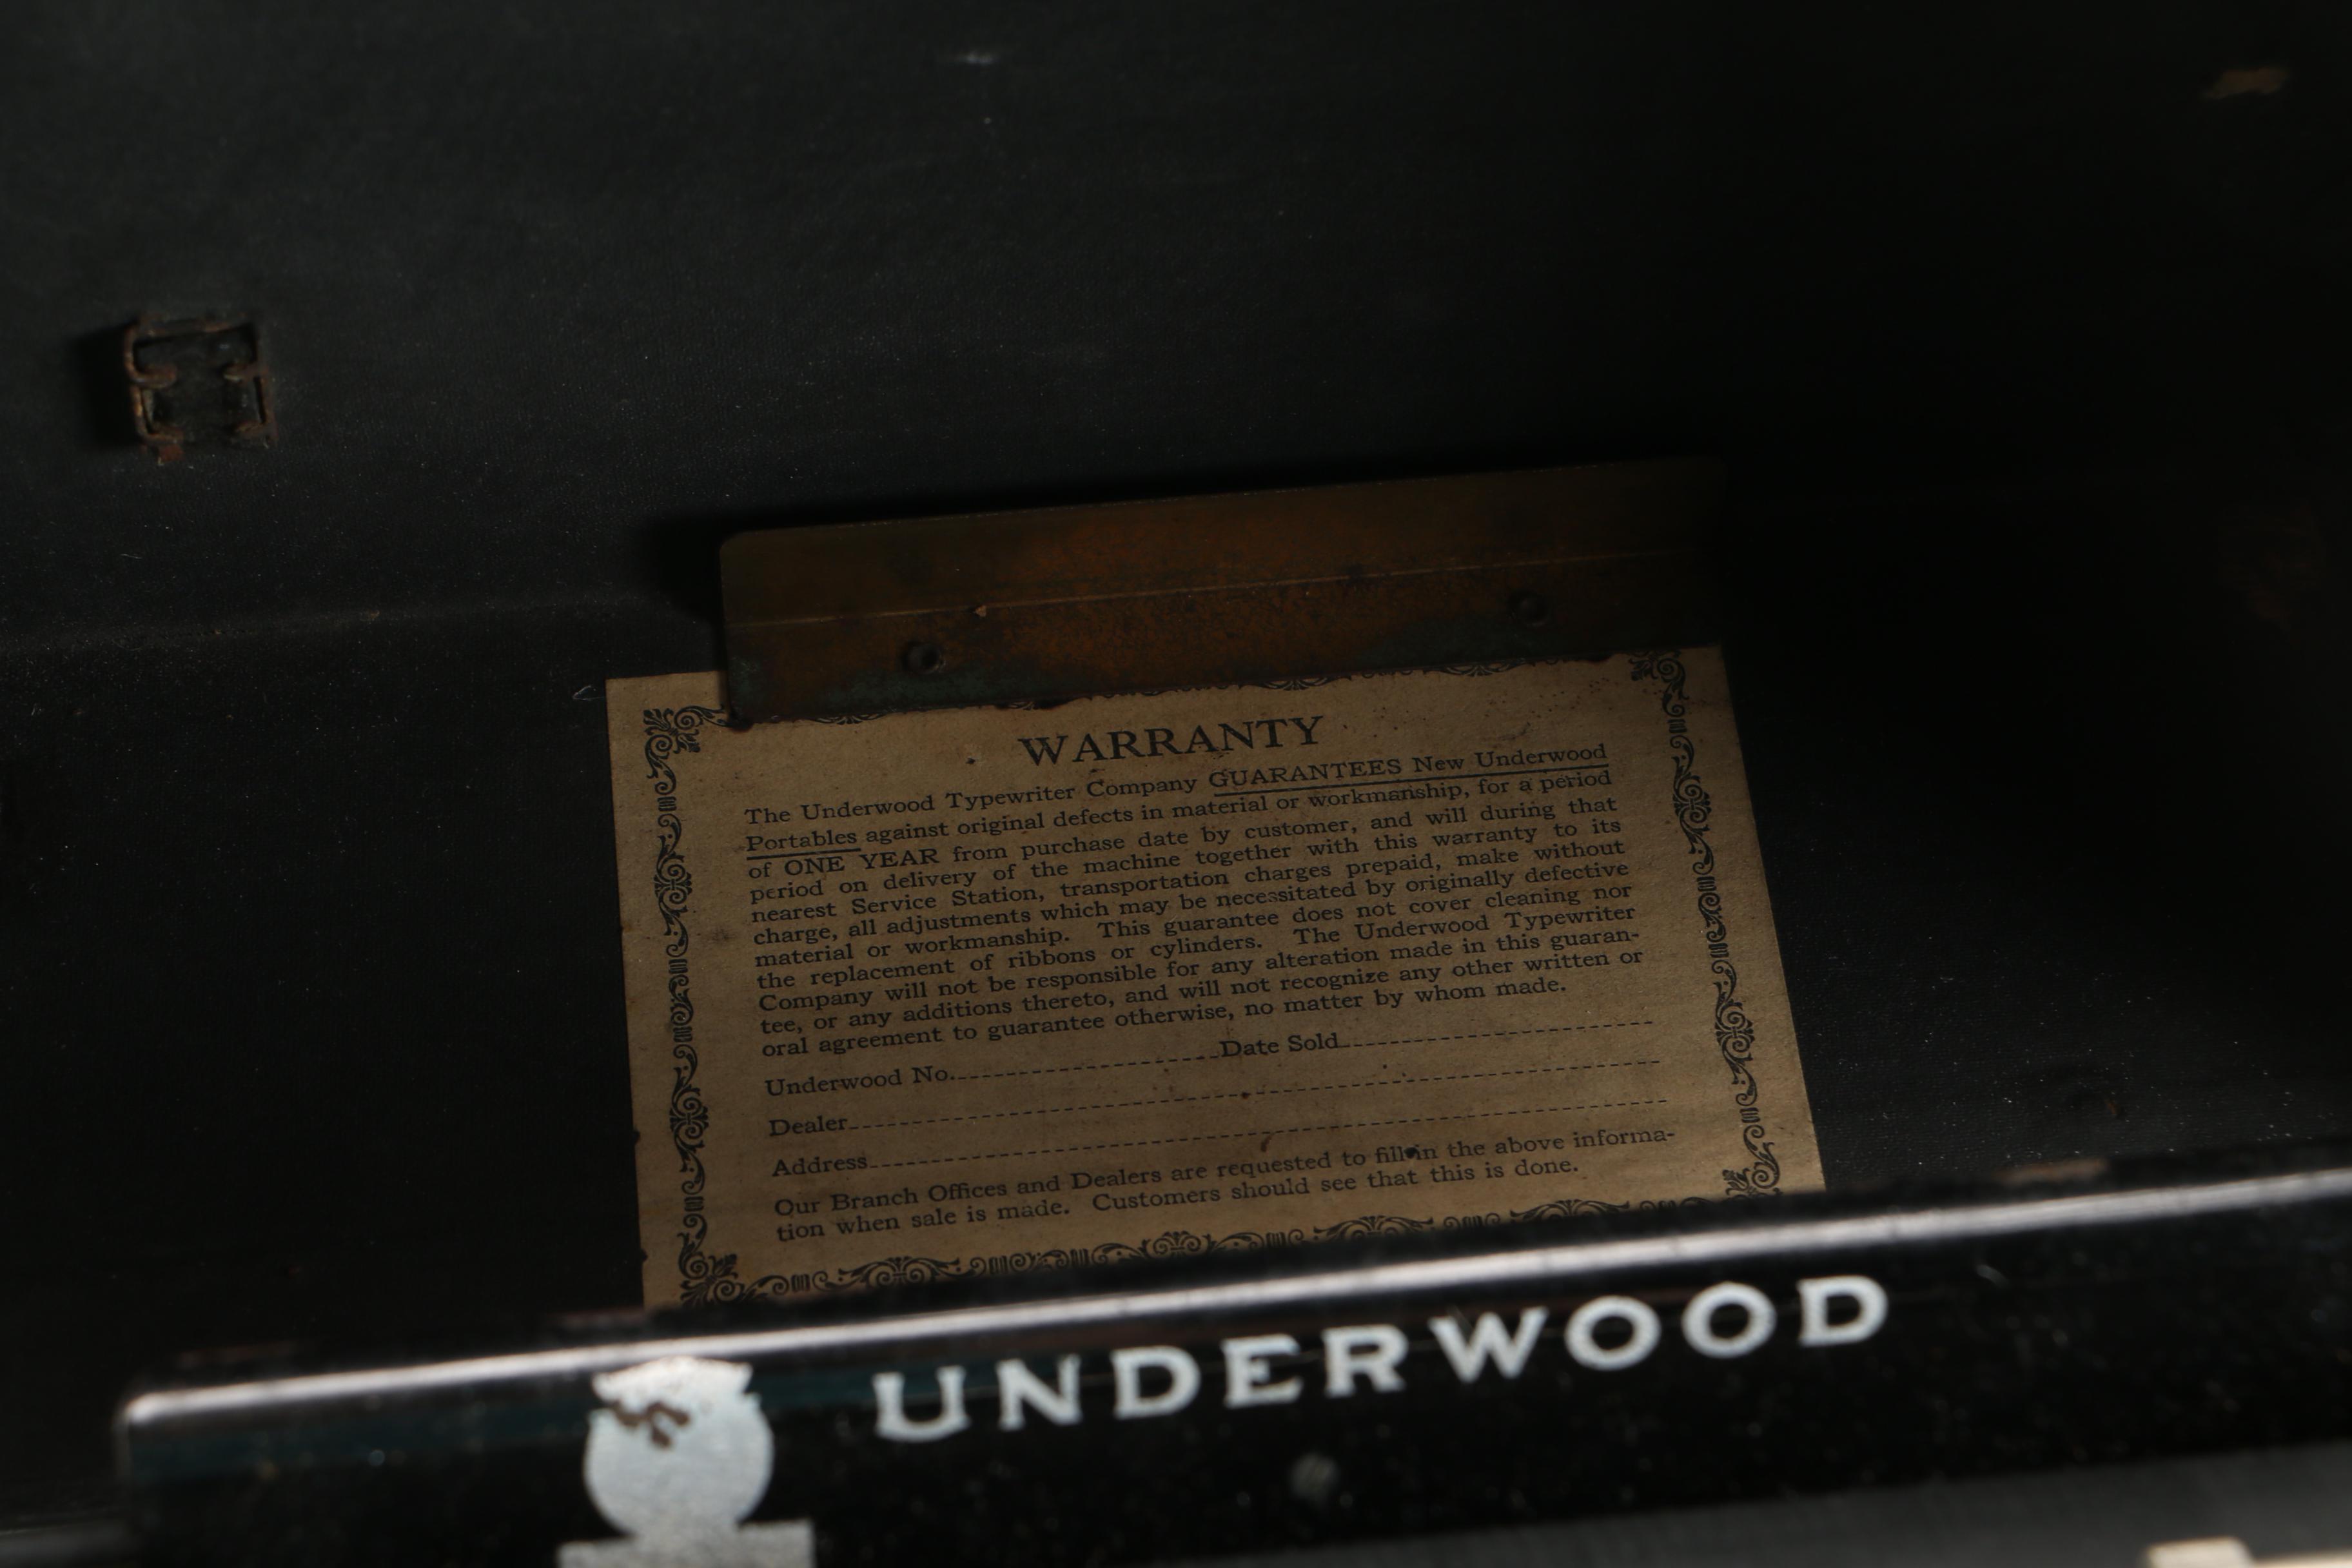 WARRANTY
The Underwood Typewriter Company GUARANTEES New Underwood
Portables against original defects in material or workmanship, for a period
of ONE YEAR from purchase date by customer, and will during that
period on delivery of the machine together with this warranty to its
nearest Service Station, transportation charges prepaid, make without
charge, all adjustments which may be necessitated by originally defective
material or workmanship. This guarantee does not cover cleaning nor
the replacement of ribbons or cylinders. The Underwood Typewriter
Company will not be responsible for any alteration made in this guaran-
tee, or any additions thereto, and will not recognize any other written or
oral agreement to guarantee otherwise, no matter by whom made.
Underwood No. Date Sold
Dealer
Address
Our Branch Offices and Dealers are requested to fill in the above informa-
tion when sale is made. Customers should see that this is done.
UNDERWOOD